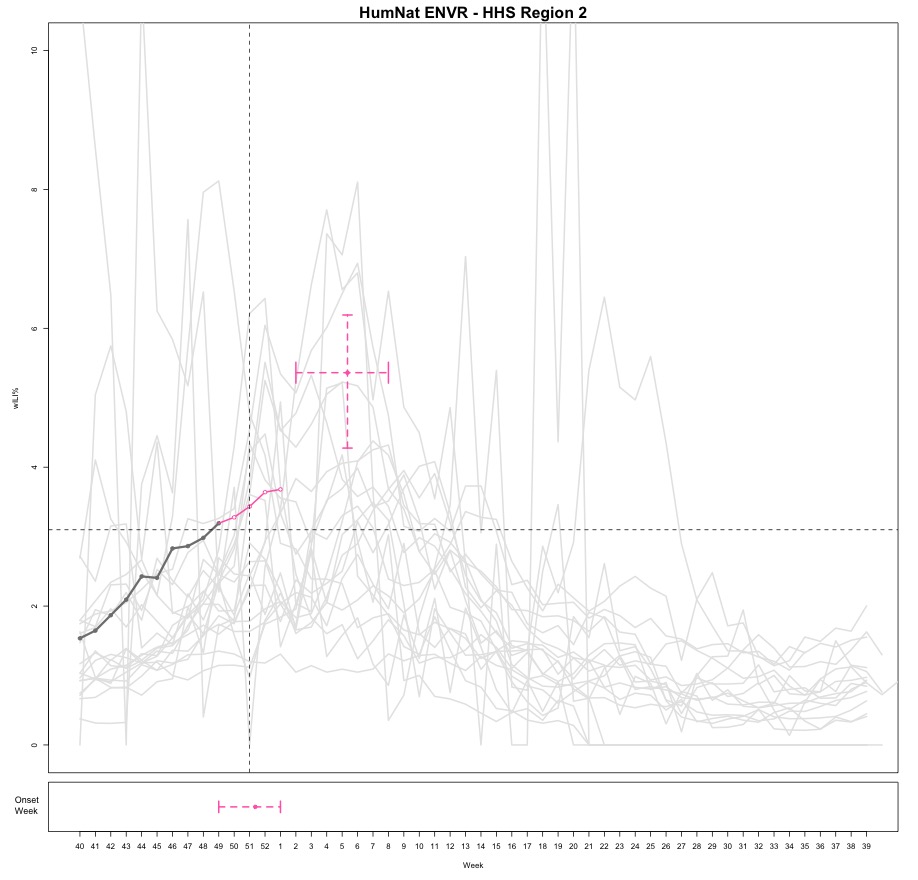 HumNat ENVR - HHS Region 2
10
8
6
4
2
0
wILI%
Onset
Week
40 41 42 43 44 45 46 47 48 49 50 51 52 1 2 3 4 5 6 7 8 9 10 11 12 13 14 15 16 17 18 19 20 21 22 23 24 25 26 27 28 29 30 31 32 33 34 35 36 37 38 39
Week